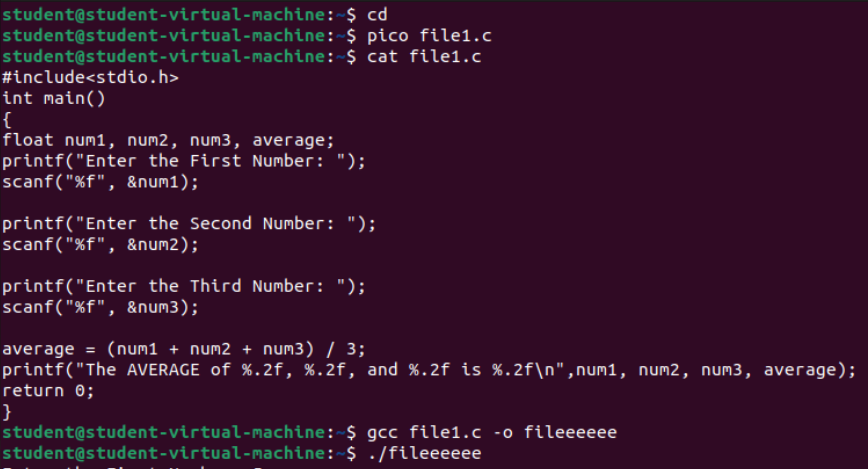 student@student-virtual-machine:~$ cd
student@student-virtual-machine:~$ pico file1.c
student@student-virtual-machine:~$ cat file1.c
#include<stdio.h>
int main()
{
float num1, num2, num3, average;
printf("Enter the First Number: ");
scanf("%f", &num1);

printf("Enter the Second Number: ");
scanf("%f", &num2);

printf("Enter the Third Number: ");
scanf("%f", &num3);

average = (num1 + num2 + num3) / 3;
printf("The AVERAGE of %.2f, %.2f, and %.2f is %.2f\n",num1, num2, num3, average);
return 0;
}
student@student-virtual-machine:~$ gcc file1.c -o fileeeeee
student@student-virtual-machine:~$ ./fileeeeee